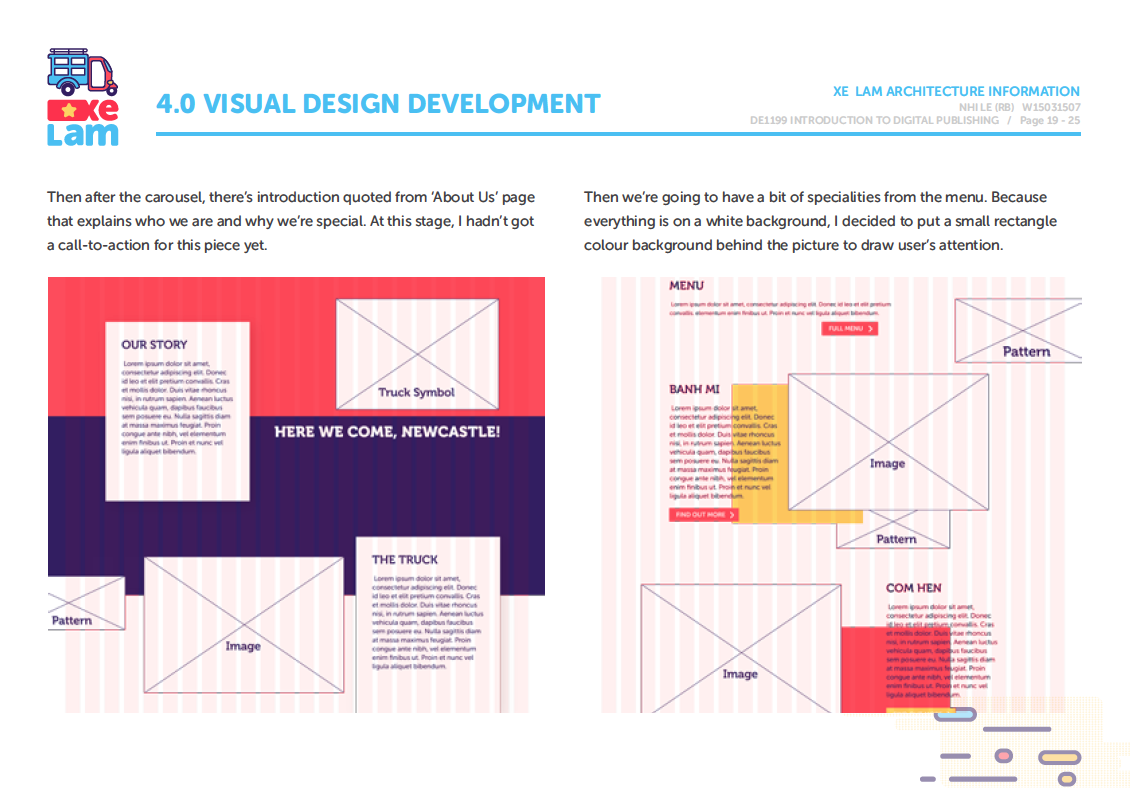 xe
Lam
4.0 VISUAL DESIGN DEVELOPMENT
XE LAM ARCHITECTURE INFORMATION
NHI LE (RB) W15031507
DE1199 INTRODUCTION TO DIGITAL PUBLISHING / Page 19 - 25
Then after the carousel, there's introduction quoted from 'About Us' page
that explains who we are and why we're special. At this stage, I hadn't got
a call-to-action for this piece yet.
OUR STORY
Lorem ipsum dolor sit amet,
consectetur adipiscing elit. Donec
id leo et elit pretium convallis. Cras
et mollis dolor. Duis vitae rhoncus
nisi, in rutrum sapien. Aenean luctus
vehicula quam, dapibus faucibus
sem posuere eu. Nulla sagittis diam
at massa maximus feugiat. Proin
congue ante nibh, vel elementum
enim finibus ut. Proin et nunc vel
ligula aliquet bibendum.
Truck Symbol
HERE WE COME, NEWCASTLE!
Pattern
Image
THE TRUCK
Lorem ipsum dolor sit amet,
consectetur adipiscing elit. Donec
id leo et elit pretium convallis. Cras
et mollis dolor. Duis vitae rhoncus
nisi, in rutrum sapien. Aenean luctus
vehicula quam, dapibus faucibus
sem posuere eu. Nulla sagittis diam
at massa maximus feugiat. Proin
congue ante nibh, vel elementum
enim finibus ut. Proin et nunc vel
ligula aliquet bibendum.
Then we're going to have a bit of specialities from the menu. Because
everything is on a white background, I decided to put a small rectangle
colour background behind the picture to draw user's attention.
MENU
Lorem ipsum dolor sit amet, consectetur adipiscing elit. Donec id leo et elit pretium
convallis. elementum enim finibus ut. Proin et nunc vel ligula aliquet bibendum.
FULL MENU
Pattern
BANH MI
Lorem ipsum dolor sit amet,
consectetur adipiscing elit. Donec
id leo et elit pretium convallis. Cras
et mollis dolor. Duis vitae rhoncus
nisi, in rutrum sapien. Aenean luctus
vehicula quam, dapibus faucibus
sem posuere eu. Nulla sagittis diam
at massa maximus feugiat. Proin
congue ante nibh, vel elementum
enim finibus ut. Proin et nunc vel
ligula aliquet bibendum.
FIND OUT MORE
Image
Pattern
Image
COM HEN
Lorem ipsum dolor sit amet,
consectetur adipiscing elit. Donec
id leo et elit pretium convallis. Cras
et mollis dolor. Duis vitae rhoncus
nisi, in rutrum sapien. Aenean luctus
vehicula quam, dapibus faucibus
sem posuere eu. Nulla sagittis diam
at massa maximus feugiat. Proin
congue ante nibh, vel elementum
enim finibus ut. Proin et nunc vel
ligula aliquet bibendum.